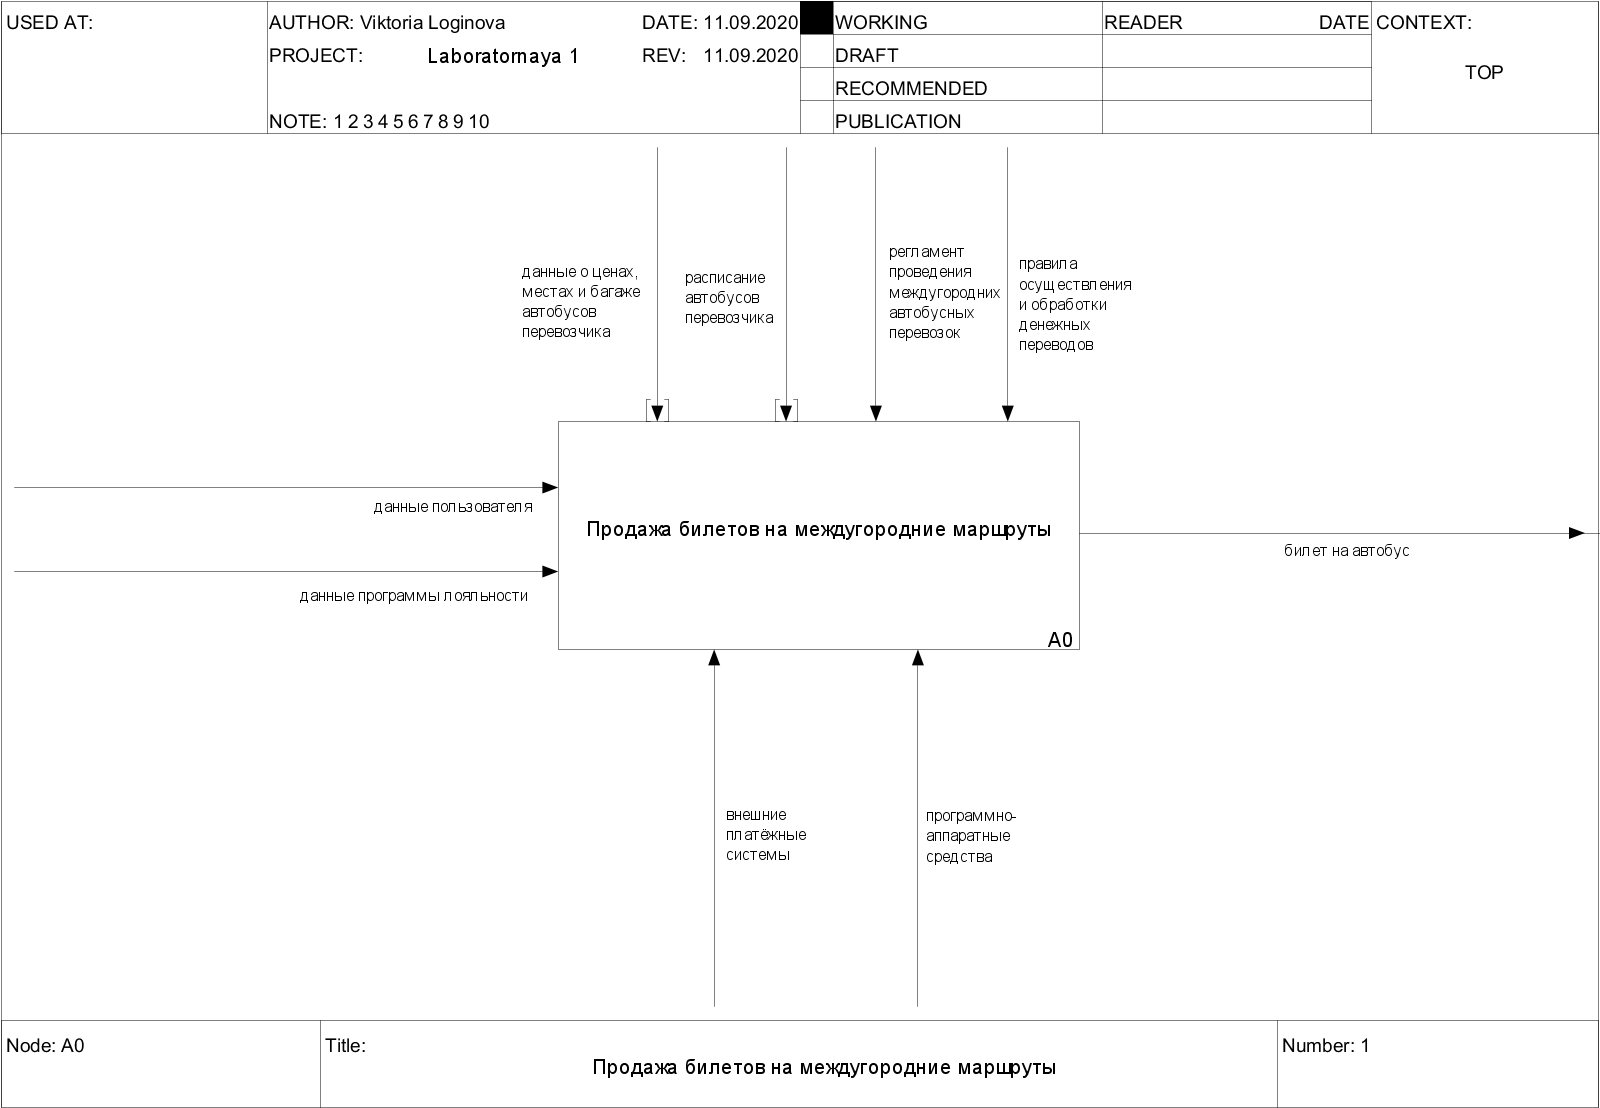 USED AT:
AUTHOR: Viktoria Loginova
DATE: 11.09.2020
PROJECT: Laboratornaya 1
REV: 11.09.2020
NOTE: 1 2 3 4 5 6 7 8 9 10
WORKING
DRAFT
RECOMMENDED
PUBLICATION
READER
DATE
CONTEXT:
TOP
данные о ценах,
местах и багаже
автобусов
перевозчика
расписание
автобусов
перевозчика
регламент
проведения
междугородних
автобусных
перевозок
правила
осуществления
и обработки
денежных
переводов
данные пользователя
данные программы лояльности
Продажа билетов на междугородние маршруты
A0
билет на автобус
внешние
платёжные
системы
программно-
аппаратные
средства
Node: A0
Title:
Продажа билетов на междугородние маршруты
Number: 1